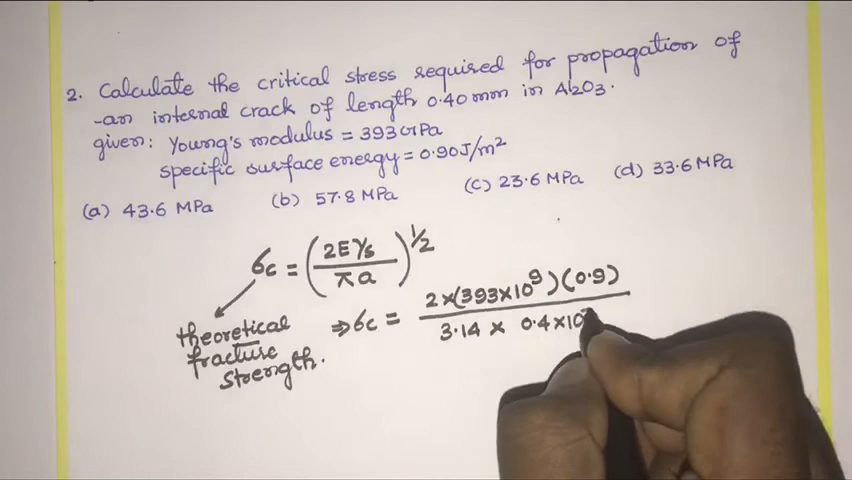 2. Calculate the critical stress required for propagation of
an internal crack of length 0.40 mm in Al2O3.
given: Young's modulus = 393 GPa
specific surface energy = 0.90 J/m²
(a) 43.6 MPa (b) 57.8 MPa (c) 23.6 MPa (d) 33.6 MPa
σc = (2Eγs / πa)^1/2
theoretical
fracture
strength.
⇒ σc = 2×(393×10⁹)(0.9) / 3.14 × 0.4×10